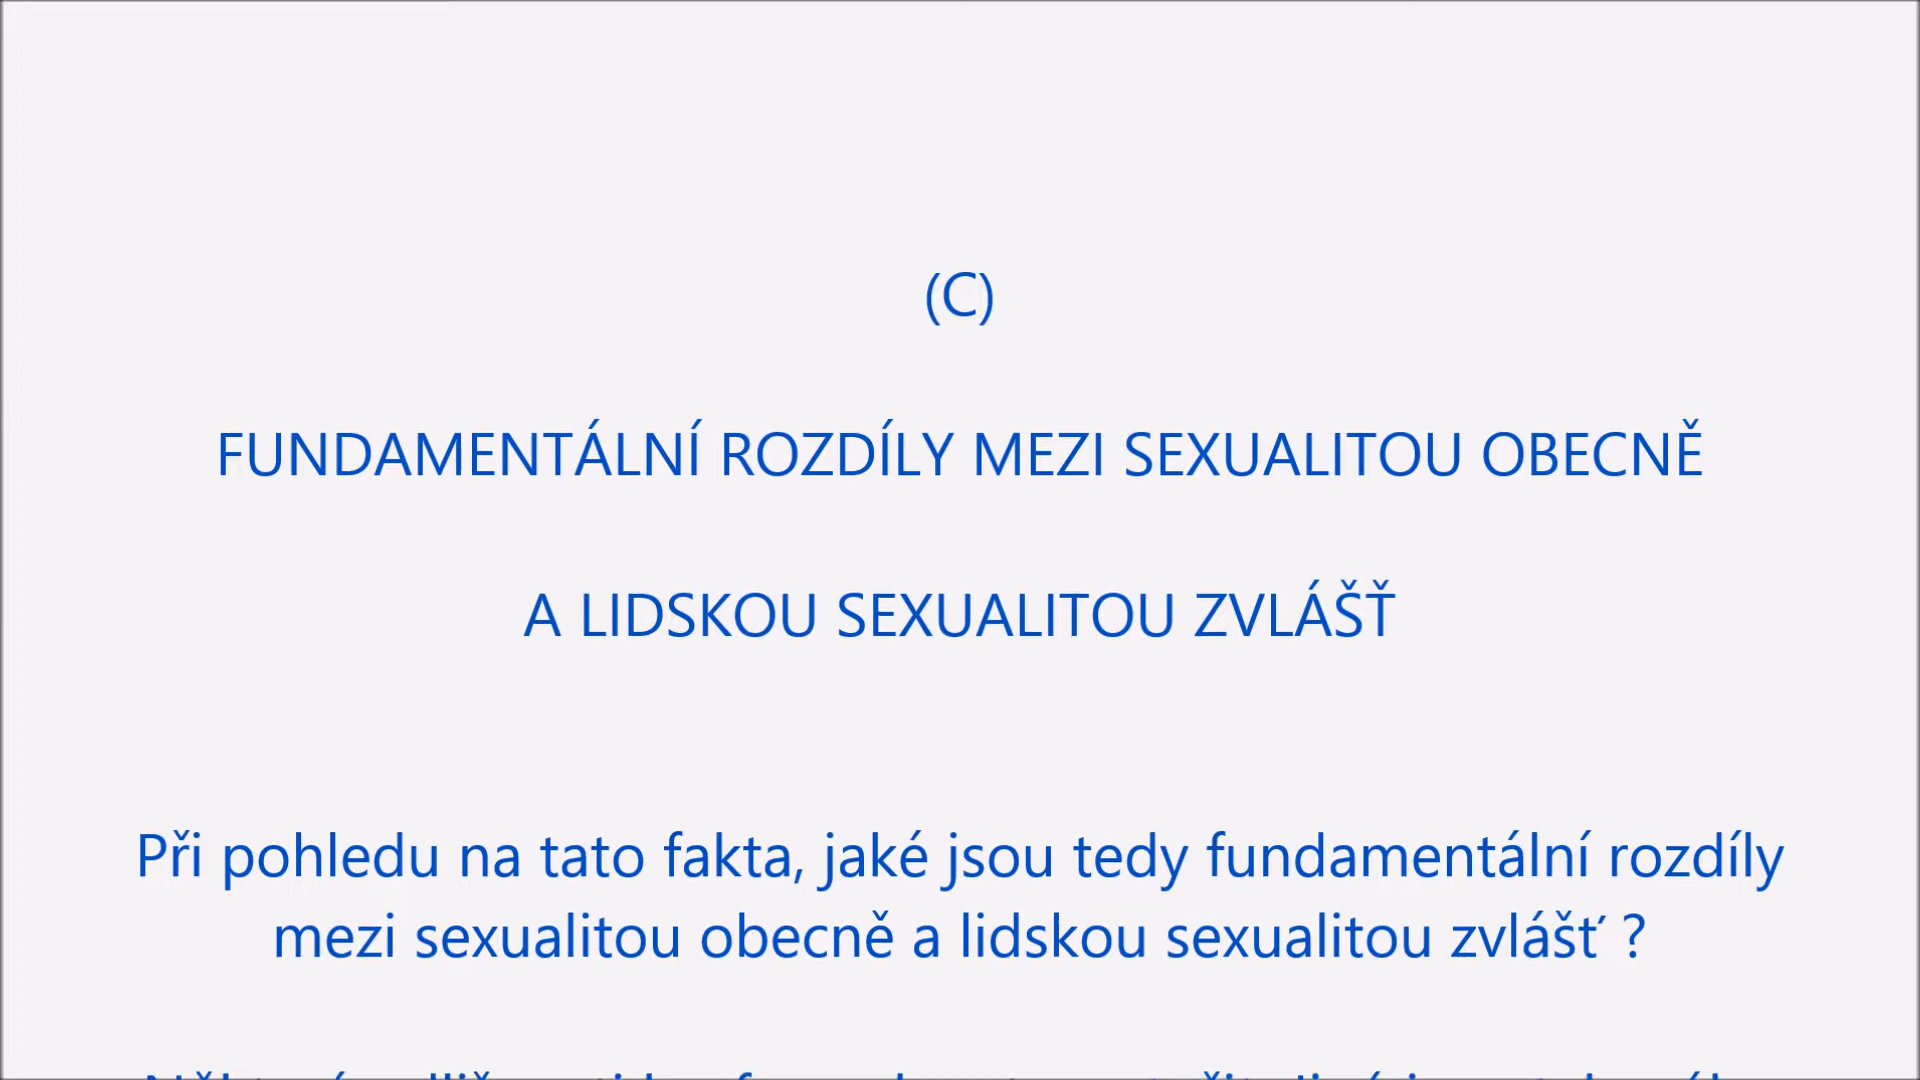 (C)
FUNDAMENTÁLNÍ ROZDÍLY MEZI SEXUALITOU OBECNĚ
A LIDSKOU SEXUALITOU ZVLÁŠŤ
Při pohledu na tato fakta, jaké jsou tedy fundamentální rozdíly
mezi sexualitou obecně a lidskou sexualitou zvlášť ?